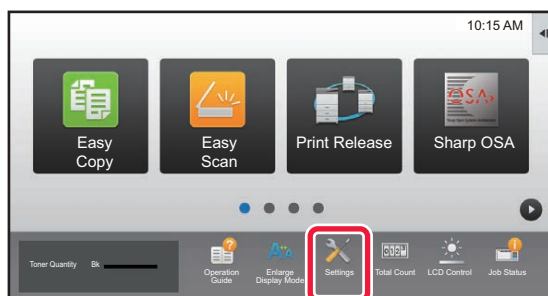 10:15 AM
Easy
Copy
Easy
Scan
Print Release
Sharp OSA
OSA
Toner Quantity Bk
Operation
Guide
Enlarge
Display Mode
Settings
Total Count
LCD Control
Job Status